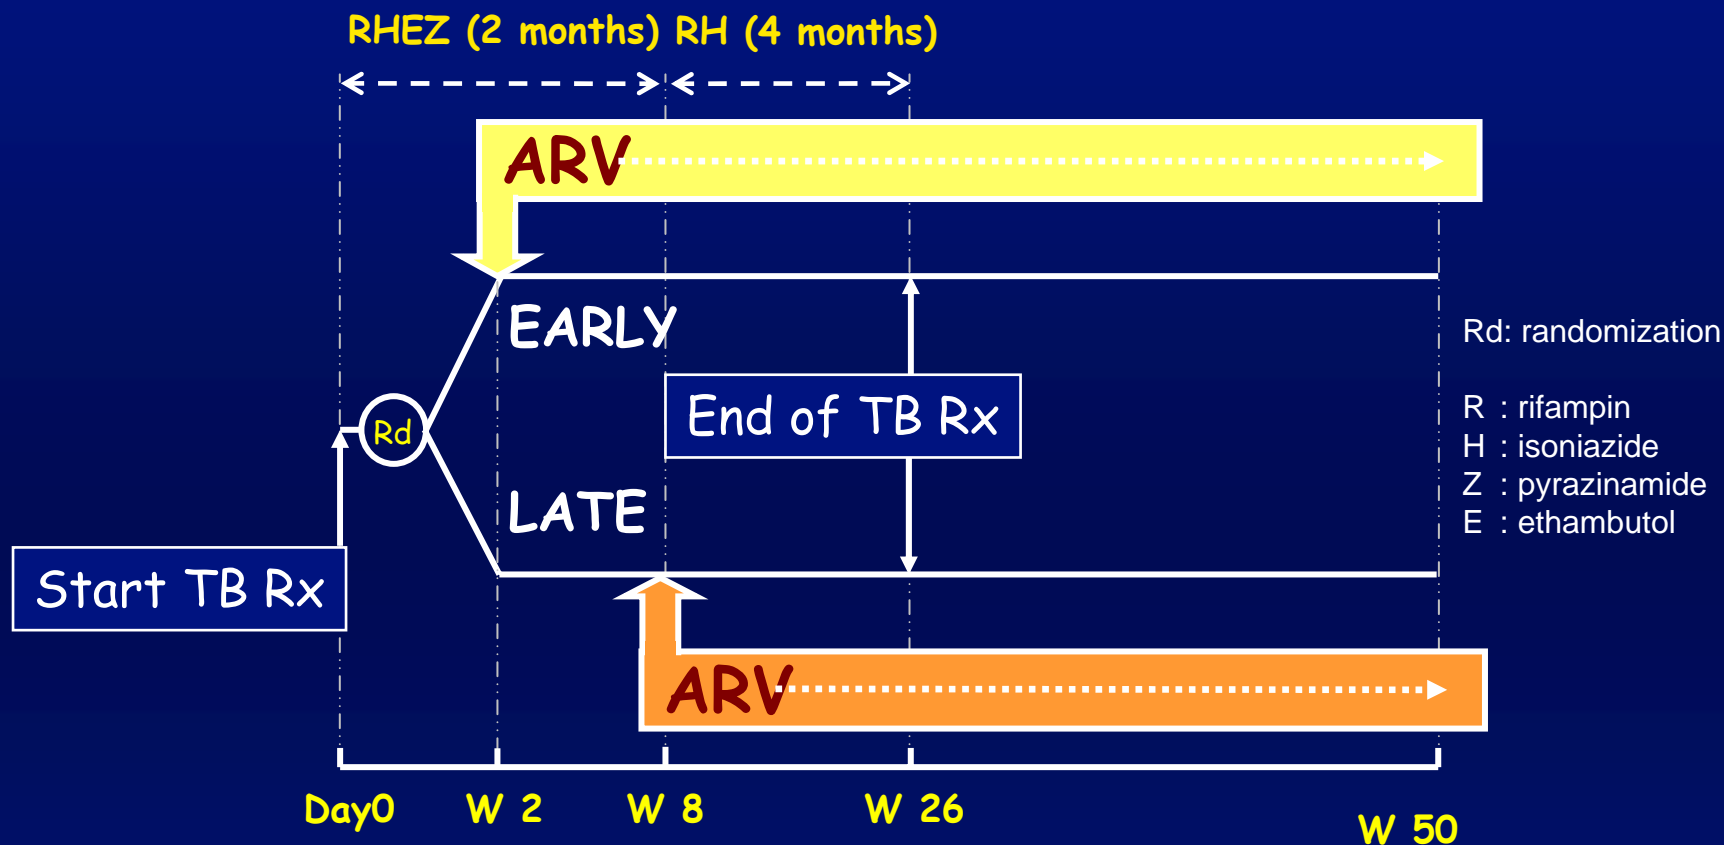 RHEZ (2 months) RH (4 months)
ARV
EARLY
Rd: randomization
R : rifampin
End of TB Rx
Rd
H : isoniazide
Z : pyrazinamide
LATE
E : ethambutol
Start TB Rx
ARV
Day0 W 2 W 8 W 26 W 50